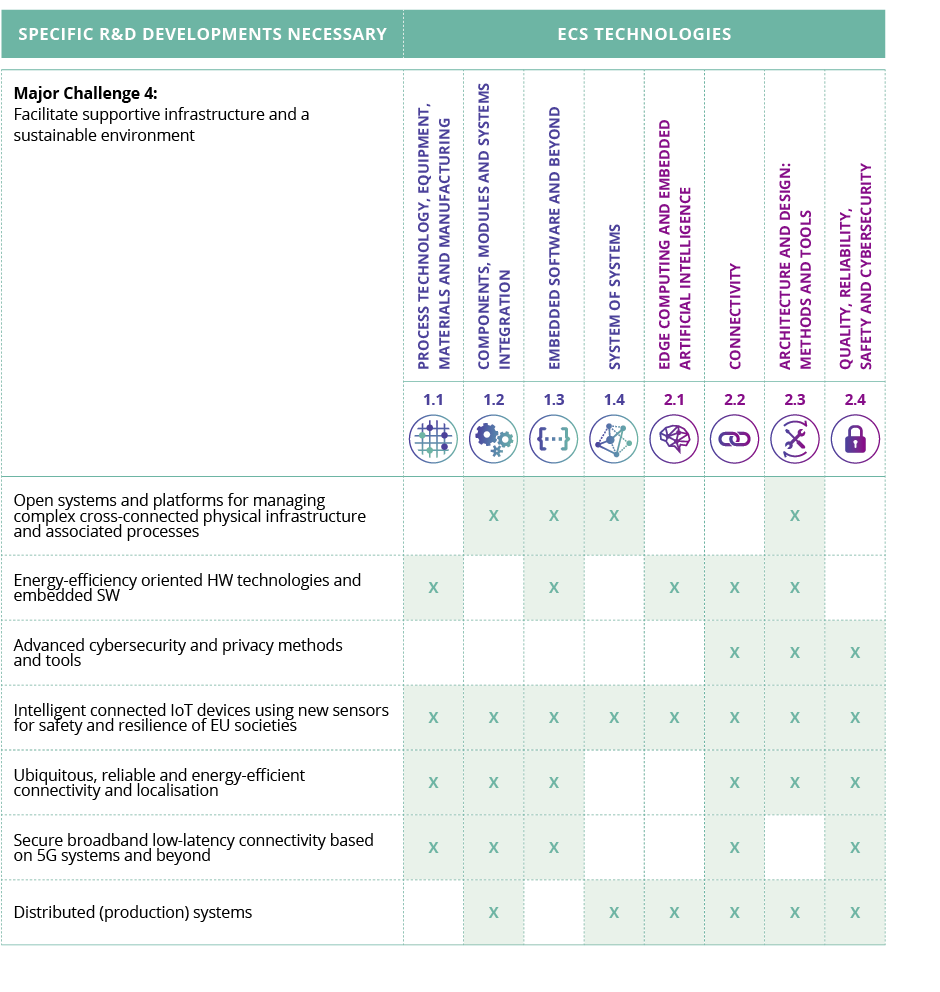 SPECIFIC R&D DEVELOPMENTS NECESSARY
ECS TECHNOLOGIES
Major Challenge 4:
Facilitate supportive infrastructure and a
sustainable environment
PROCESS TECHNOLOGY, EQUIPMENT,
MATERIALS AND MANUFACTURING
COMPONENTS, MODULES AND SYSTEMS
INTEGRATION
EMBEDDED SOFTWARE AND BEYOND
SYSTEM OF SYSTEMS
EDGE COMPUTING AND EMBEDDED
ARTIFICIAL INTELLIGENCE
CONNECTIVITY
ARCHITECTURE AND DESIGN:
METHODS AND TOOLS
QUALITY, RELIABILITY,
SAFETY AND CYBERSECURITY
1.1 1.2 1.3 1.4 2.1 2.2 2.3 2.4
Open systems and platforms for managing
complex cross-connected physical infrastructure
and associated processes
X X X X
Energy-efficiency oriented HW technologies and
embedded SW
X X X X X
Advanced cybersecurity and privacy methods
and tools
X X X
Intelligent connected IoT devices using new sensors
for safety and resilience of EU societies
X X X X X X X X
Ubiquitous, reliable and energy-efficient
connectivity and localisation
X X X X X X
Secure broadband low-latency connectivity based
on 5G systems and beyond
X X X X X
Distributed (production) systems
X X X X X X